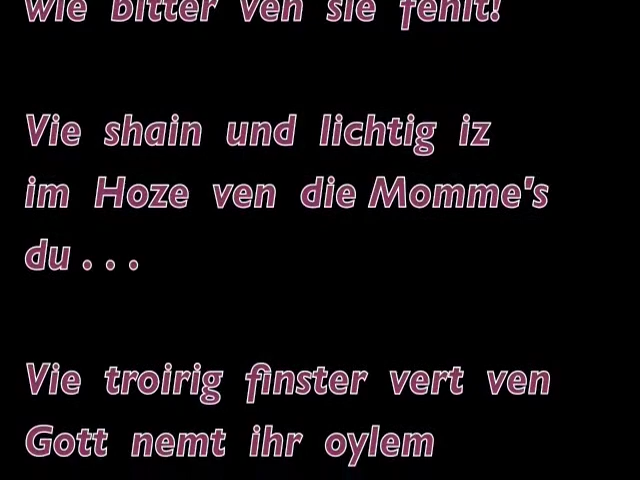 wie bitter ven sie fehlt!
Vie shain und lichtig iz
im Hoze ven die Momme's
du . . .
Vie troirig finster vert ven
Gott nemt ihr oylem